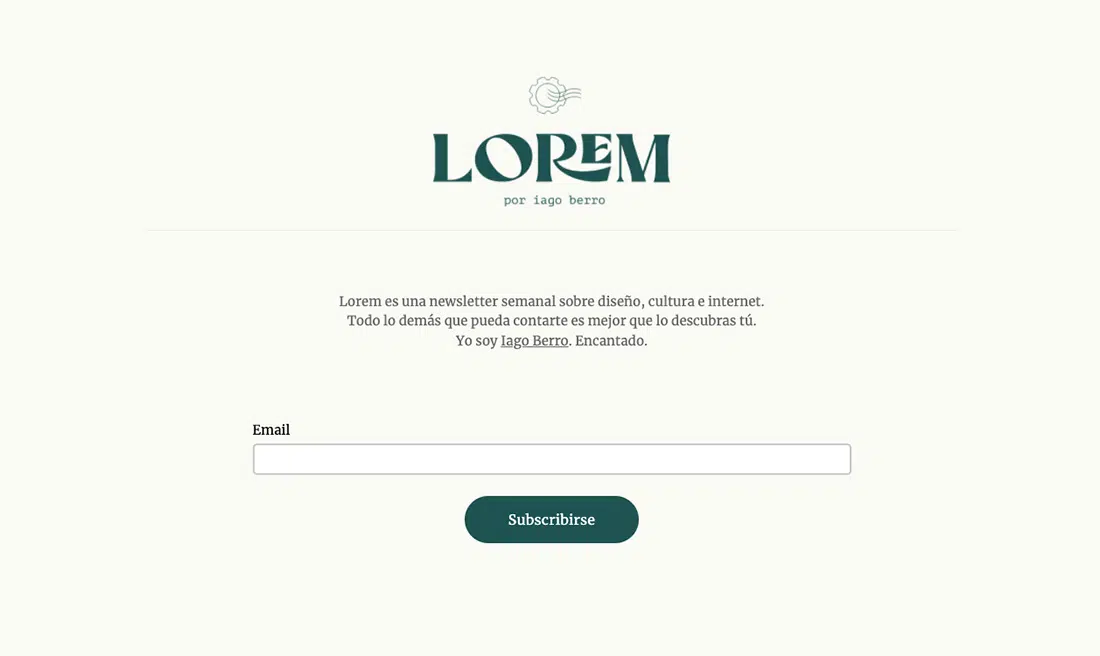 LOREM
por iago berro
Lorem es una newsletter semanal sobre diseño, cultura e internet.
Todo lo demás que pueda contarte es mejor que lo descubras tú.
Yo soy Iago Berro. Encantado.
Email
Subscribirse